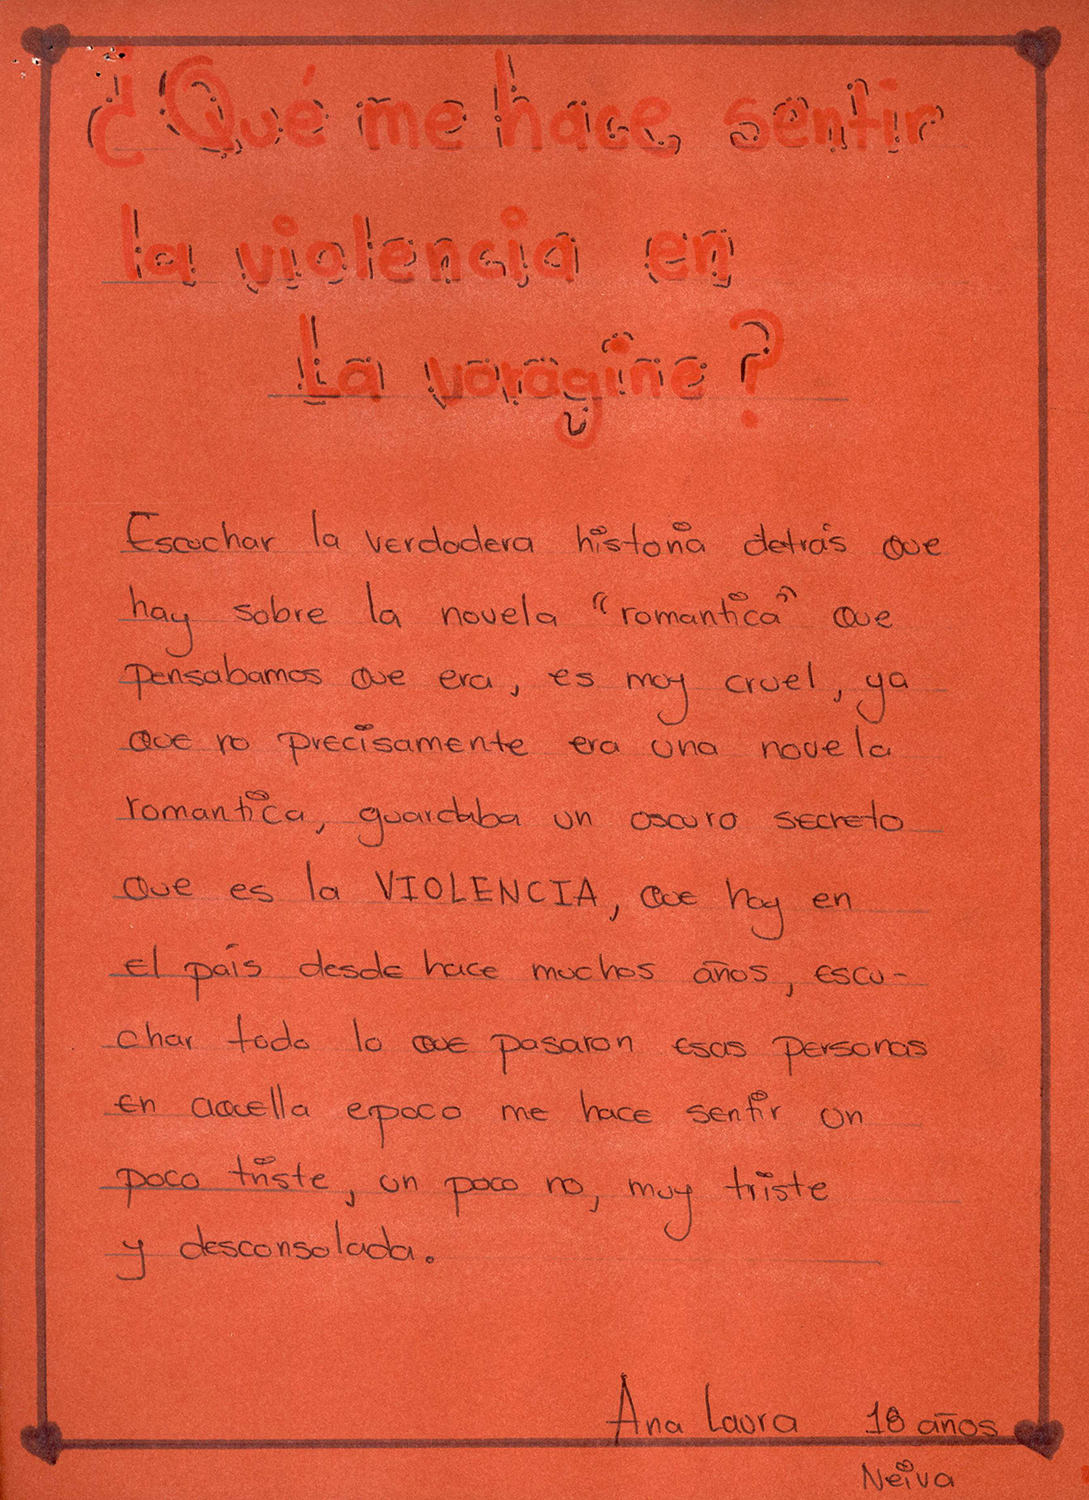 ¿Qué me hace sentir
la violencia en
La voragine?
Escuchar la verdadera historia detrás que
hay sobre la novela "romantica" que
pensabamos que era, es muy cruel, ya
que no precisamente era una novela
romantica, guardaba un oscuro secreto
que es la VIOLENCIA, que hay en
el país desde hace muchos años, escu-
char todo lo que pasaron esas personas
en aquella epoca me hace sentir un
poco triste, un poco no, muy triste
y desconsolada.
Ana Laura 18 años
Neiva